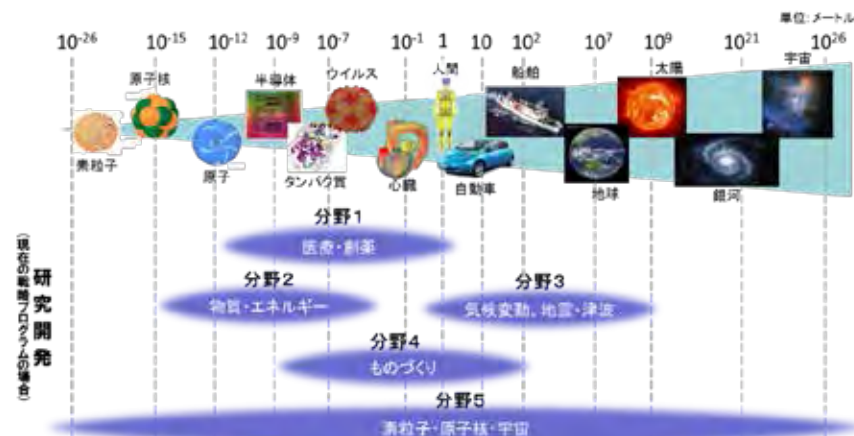 単位:メートル
10-26 10-15 10-12 10-9 10-7 10-1 1 10 10² 10⁷ 10⁹ 10²¹ 10²⁶
原子核 半導体 ウイルス 人間 船舶 太陽 宇宙
素粒子 原子 タンパク質 心臓 自動車 地球 銀河
分野1
医療・創薬
分野2 分野3
物質・エネルギー 気候変動、地震・津波
分野4
ものづくり
分野5
素粒子・原子核・宇宙
研究開発
(現在の戦略プログラムの場合)